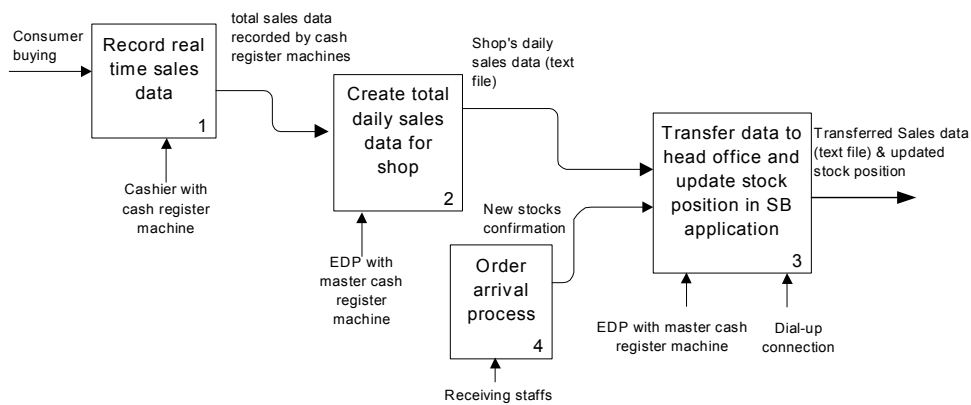 Consumer
buying
Record real
time sales
data
1
Cashier with
cash register
machine
total sales data
recorded by cash
register machines
Create total
daily sales
data for
shop
2
EDP with
master cash
register
machine
Shop's daily
sales data (text
file)
New stocks
confirmation
Order
arrival
process
4
Receiving staffs
Transfer data to
head office and
update stock
position in SB
application
3
EDP with master cash
register machine
Dial-up
connection
Transferred Sales data
(text file) & updated
stock position